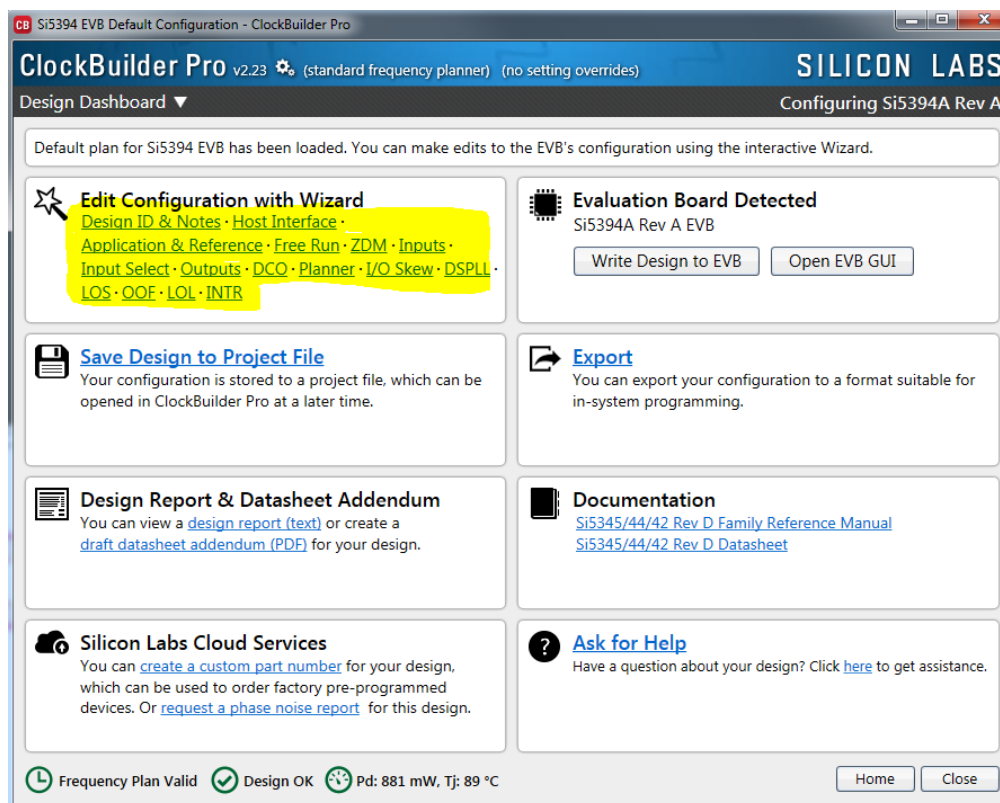 CB Si5394 EVB Default Configuration - ClockBuilder Pro
ClockBuilder Pro v2.23 (standard frequency planner) (no setting overrides) SILICON LABS
Design Dashboard ▼ Configuring Si5394A Rev A
Default plan for Si5394 EVB has been loaded. You can make edits to the EVB's configuration using the interactive Wizard.
Edit Configuration with Wizard
Design ID & Notes · Host Interface ·
Application & Reference · Free Run · ZDM · Inputs ·
Input Select · Outputs · DCO · Planner · I/O Skew · DSPLL ·
LOS · OOF · LOL · INTR
Evaluation Board Detected
Si5394A Rev A EVB
Write Design to EVB Open EVB GUI
Save Design to Project File
Your configuration is stored to a project file, which can be
opened in ClockBuilder Pro at a later time.
Export
You can export your configuration to a format suitable for
in-system programming.
Design Report & Datasheet Addendum
You can view a design report (text) or create a
draft datasheet addendum (PDF) for your design.
Documentation
Si5345/44/42 Rev D Family Reference Manual
Si5345/44/42 Rev D Datasheet
Silicon Labs Cloud Services
You can create a custom part number for your design,
which can be used to order factory pre-programmed
devices. Or request a phase noise report for this design.
Ask for Help
Have a question about your design? Click here to get assistance.
Frequency Plan Valid Design OK Pd: 881 mW, Tj: 89 °C Home Close